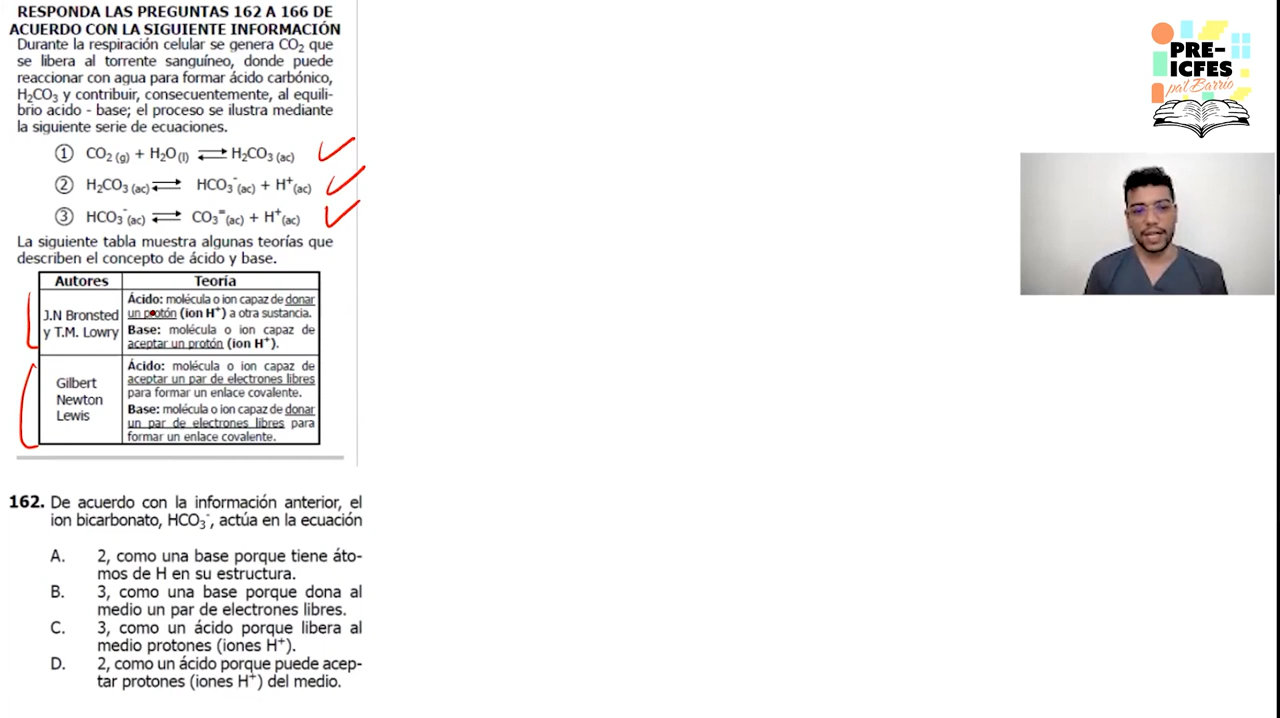 RESPONDA LAS PREGUNTAS 162 A 166 DE
ACUERDO CON LA SIGUIENTE INFORMACIÓN
Durante la respiración celular se genera CO₂ que
se libera al torrente sanguíneo, donde puede
reaccionar con agua para formar ácido carbónico,
H₂CO₃ y contribuir, consecuentemente, al equili-
brio acido - base; el proceso se ilustra mediante
la siguiente serie de ecuaciones.
① CO₂ (g) + H₂O (l) ⇌ H₂CO₃ (ac)
② H₂CO₃ (ac) ⇌ HCO₃⁻ (ac) + H⁺ (ac)
③ HCO₃⁻ (ac) ⇌ CO₃⁼ (ac) + H⁺ (ac)
La siguiente tabla muestra algunas teorías que
describen el concepto de ácido y base.
Autores Teoría
J.N Bronsted
y T.M. Lowry
Ácido: molécula o ion capaz de donar
un protón (ion H⁺) a otra sustancia.
Base: molécula o ion capaz de
aceptar un protón (ion H⁺).
Gilbert
Newton
Lewis
Ácido: molécula o ion capaz de
aceptar un par de electrones libres
para formar un enlace covalente.
Base: molécula o ion capaz de donar
un par de electrones libres para
formar un enlace covalente.
162. De acuerdo con la información anterior, el
ion bicarbonato, HCO₃⁻, actúa en la ecuación
A. 2, como una base porque tiene áto-
mos de H en su estructura.
B. 3, como una base porque dona al
medio un par de electrones libres.
C. 3, como un ácido porque libera al
medio protones (iones H⁺).
D. 2, como un ácido porque puede acep-
tar protones (iones H⁺) del medio.
PRE-
ICFES
pa'l Barrio